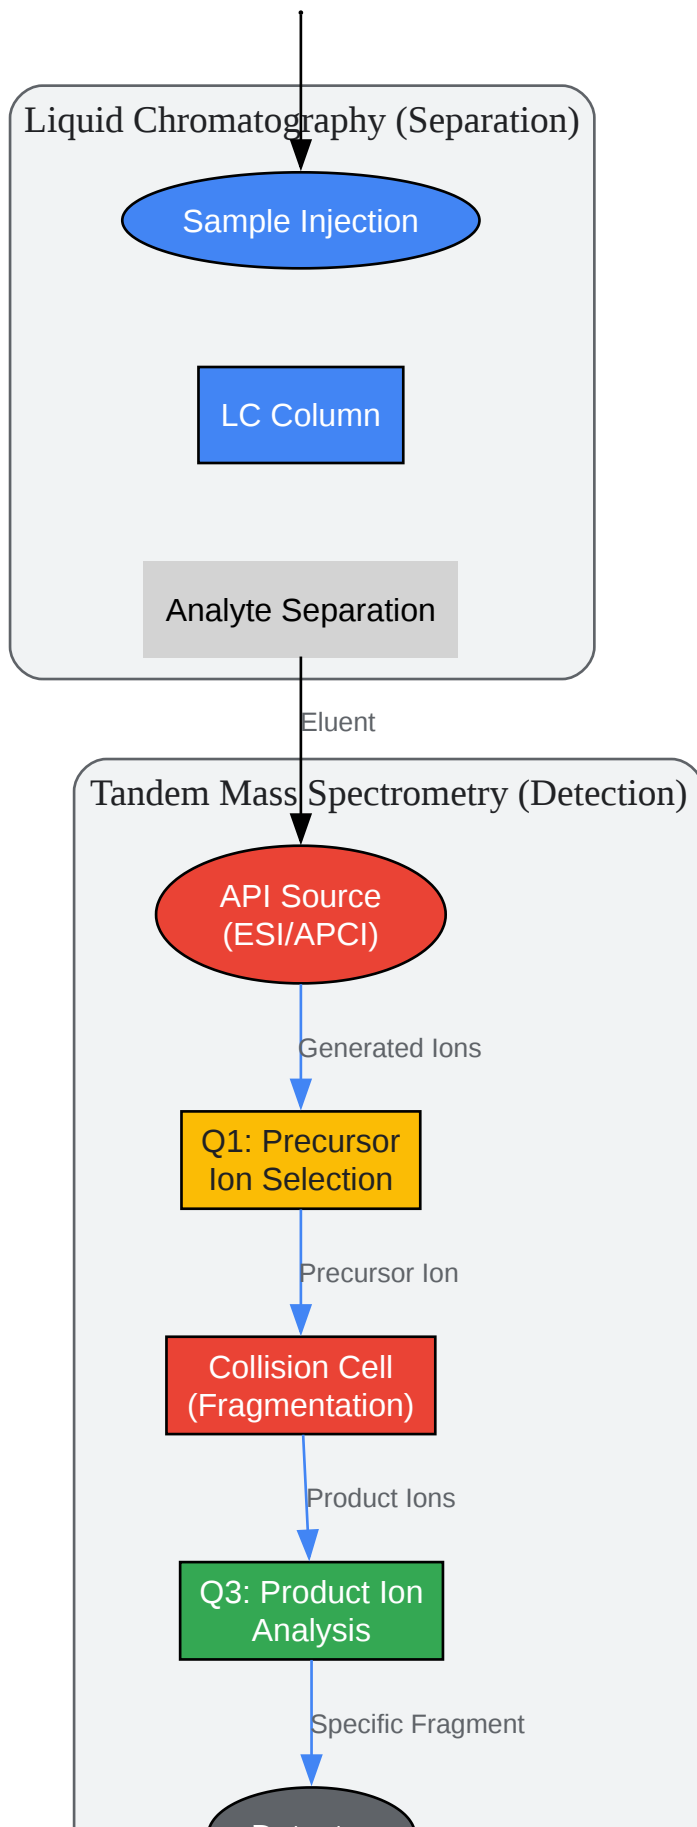 Liquid Chromatography (Separation)
Sample Injection
LC Column
Analyte Separation
Eluent
Tandem Mass Spectrometry (Detection)
API Source
(ESI/APCI)
Generated Ions
Q1: Precursor
Ion Selection
Precursor Ion
Collision Cell
(Fragmentation)
Product Ions
Q3: Product Ion
Analysis
Specific Fragment